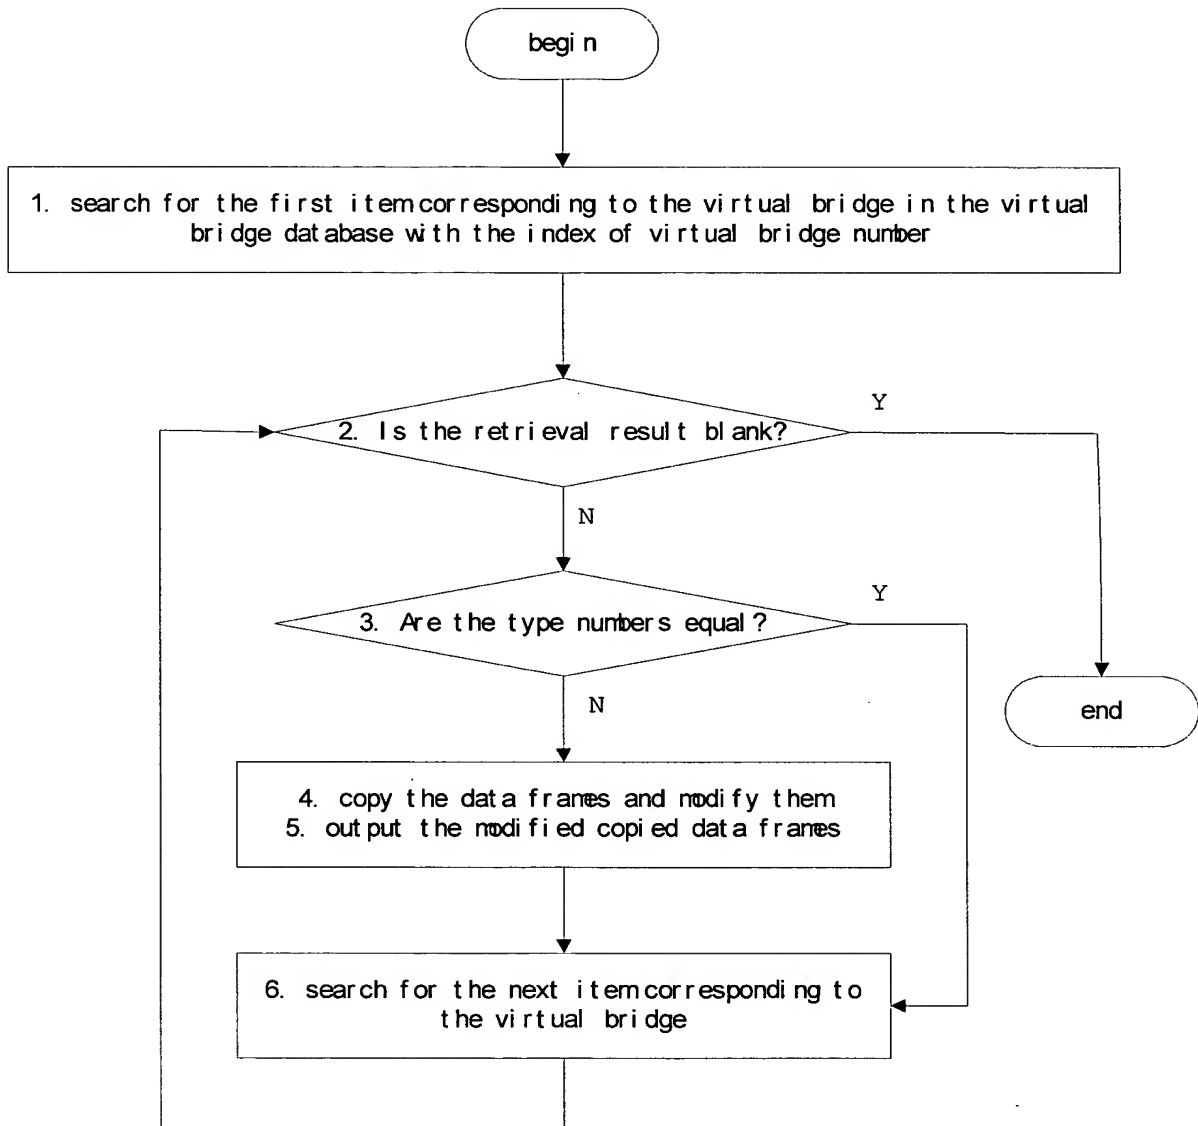 begin
1. search for the first item corresponding to the virtual bridge in the virtual
bridge database with the index of virtual bridge number
2. Is the retrieval result blank?
Y
N
3. Are the type numbers equal?
Y
N
end
4. copy the data frames and modify them
5. output the modified copied data frames
6. search for the next item corresponding to
the virtual bridge